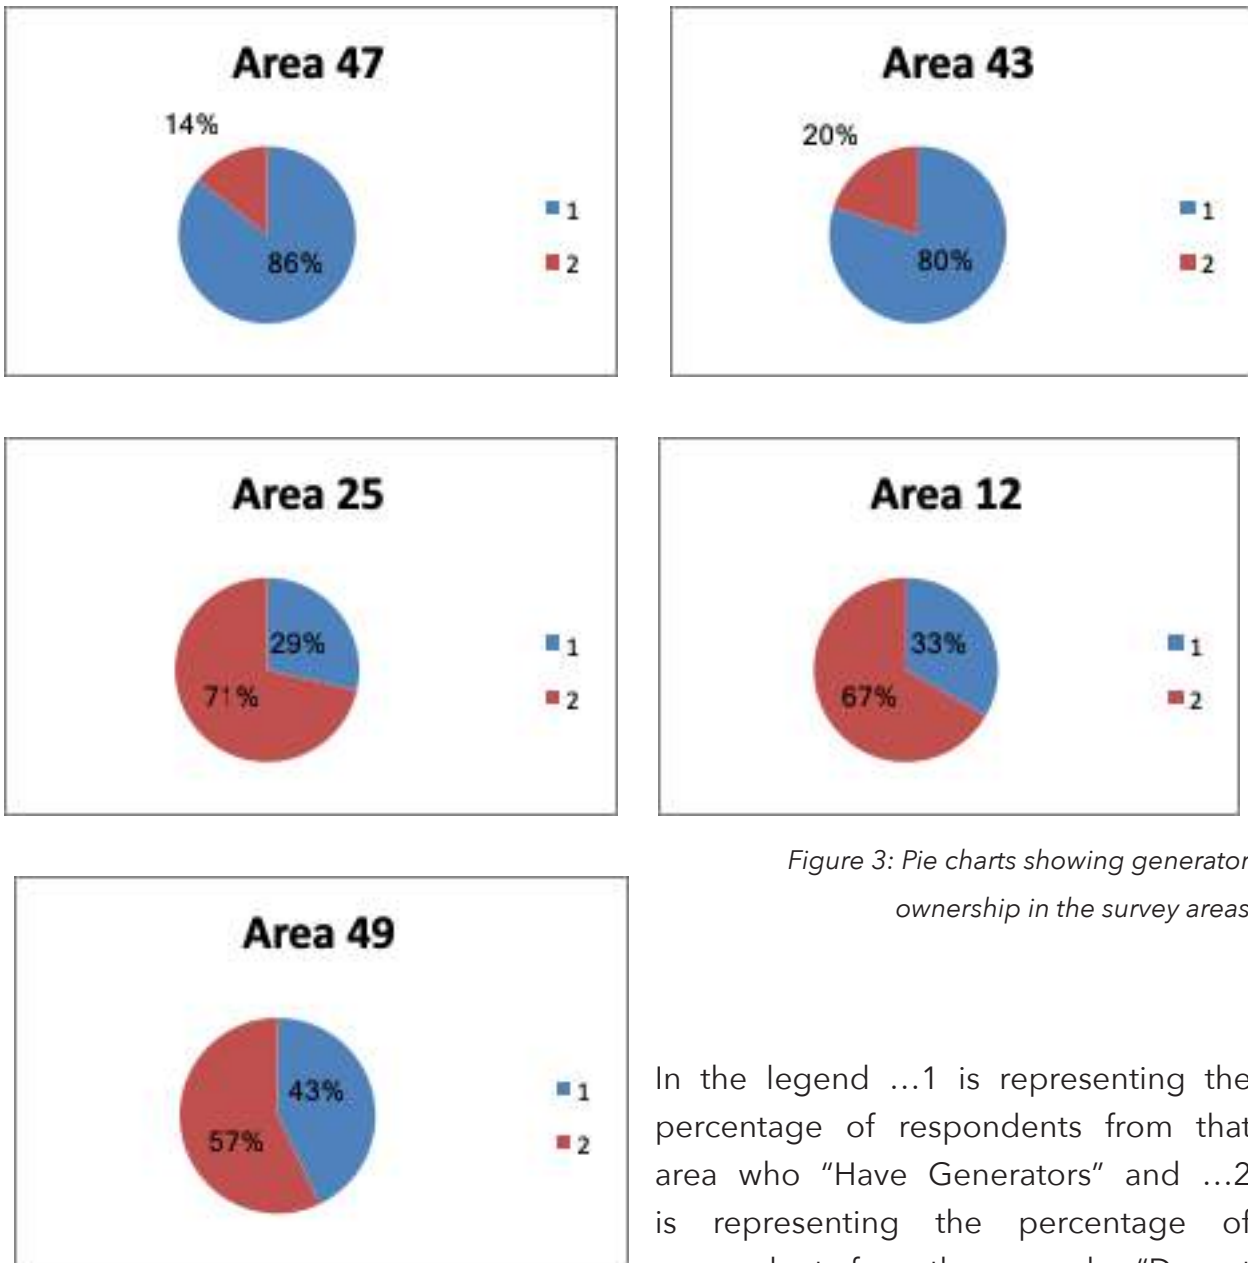 Area 47
14%
86%
1
2
Area 43
20%
80%
1
2
Area 25
29%
71%
1
2
Area 12
33%
67%
1
2
Figure 3: Pie charts showing generator
ownership in the survey areas
Area 49
43%
57%
1
2
In the legend …1 is representing the
percentage of respondents from that
area who “Have Generators” and …2
is representing the percentage of